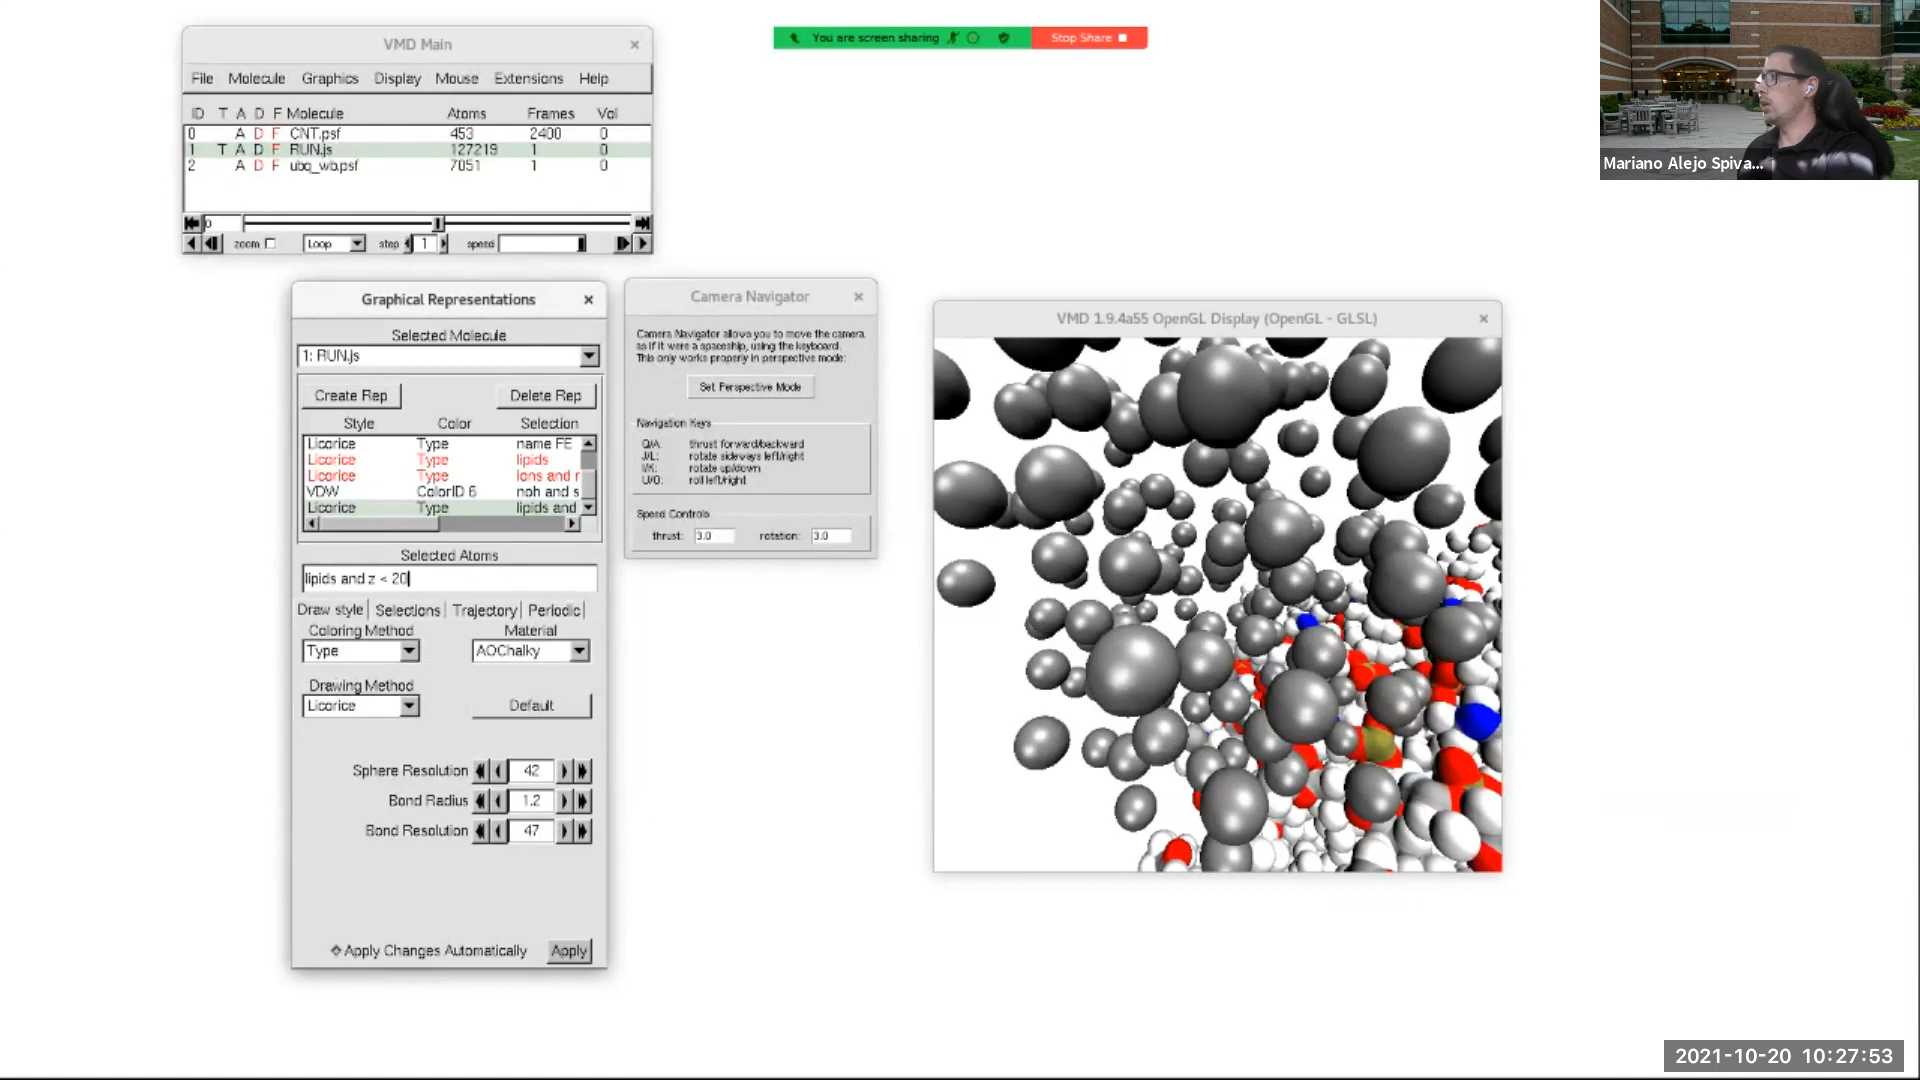 VMD Main
File Molecule Graphics Display Mouse Extensions Help
ID T A D F Molecule Atoms Frames Vol
0 A D F CNT.psf 453 2400 0
1 T A D F RUN.js 127219 1 0
2 A D F ubq_wb.psf 7051 1 0
0
zoom Loop step 1 speed
You are screen sharing Stop Share
Mariano Alejo Spiva...
Graphical Representations
Selected Molecule
1: RUN.js
Create Rep Delete Rep
Style Color Selection
Licorice Type name FE
Licorice Type lipids
Licorice Type Ions and r
VDW ColorID 6 noh and s
Licorice Type lipids and
Selected Atoms
lipids and z < 20
Draw style Selections Trajectory Periodic
Coloring Method Material
Type AOChalky
Drawing Method
Licorice Default
Sphere Resolution 42
Bond Radius 1.2
Bond Resolution 47
Apply Changes Automatically Apply
Camera Navigator
Camera Navigator allows you to move the camera
as if it were a spaceship, using the keyboard.
This only works properly in perspective mode:
Set Perspective Mode
Navigation Keys
Q/A: thrust forward/backward
J/L: rotate sideways left/right
I/K: rotate up/down
U/O: roll left/right
Speed Controls
thrust: 3.0 rotation: 3.0
VMD 1.9.4a55 OpenGL Display (OpenGL - GLSL)
2021-10-20 10:27:53